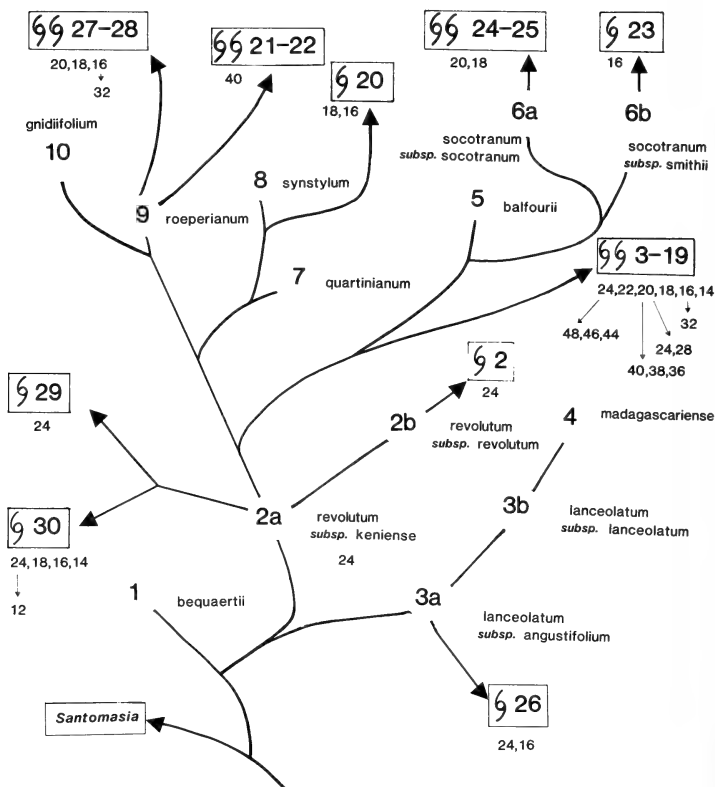 §§ 27-28
20,18,16
32
§§ 21-22
40
§ 20
18,16
§§ 24-25
20,18
§ 23
16
gnidiifolium
10
6a
socotranum
subsp. socotranum
6b
socotranum
subsp. smithii
9 roeperianum
8 synstylum
5 balfourii
7 quartinianum
§§ 3-19
24,22,20,18,16,14
48,46,44
32
24,28
40,38,36
§ 29
24
§ 2
24
2b revolutum
subsp. revolutum
4 madagascariense
§ 30
24,18,16,14
12
2a revolutum
subsp. keniense
24
3b lanceolatum
subsp. lanceolatum
1 bequaertii
3a lanceolatum
subsp. angustifolium
Santomasia
§ 26
24,16